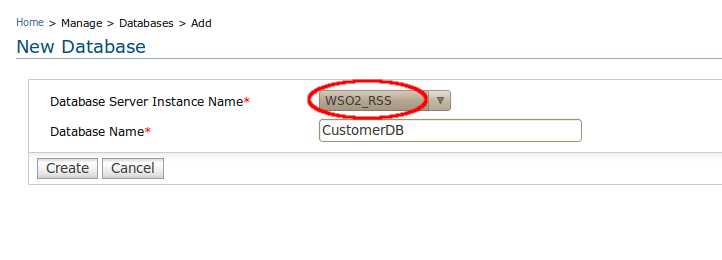 Home > Manage > Databases > Add
New Database
Database Server Instance Name* WSO2_RSS
Database Name* CustomerDB
Create Cancel